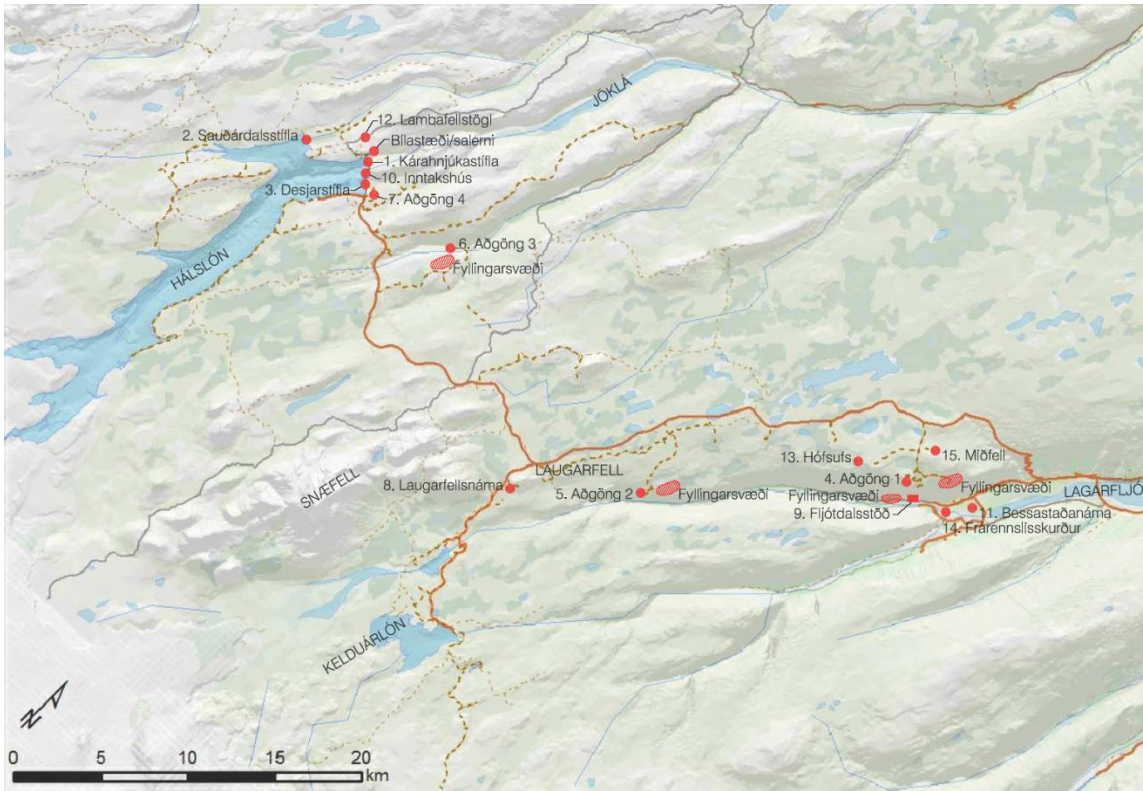 JÖKLÁ
12. Lambafellstögl
2. Sauðárdalsstífla
Bílastæði/salerni
1. Kárahnjúkastífla
10. Inntakshús
3. Desjarstífla
7. Aðgöng 4
6. Aðgöng 3
Fyllingarsvæði
HÁLSLÓN
SNÆFELL
LAUGARFELL
8. Laugarfellsnáma
5. Aðgöng 2
Fyllingarsvæði
13. Hófsufs
15. Miðfell
4. Aðgöng 1
Fyllingarsvæði
Fyllingarsvæði
9. Fljótdalsstöð
LAGARFLJÓ
11. Bessastaðanáma
14. Frárennslisskurður
KELDUÁRLÓN
N
0 5 10 15 20
km